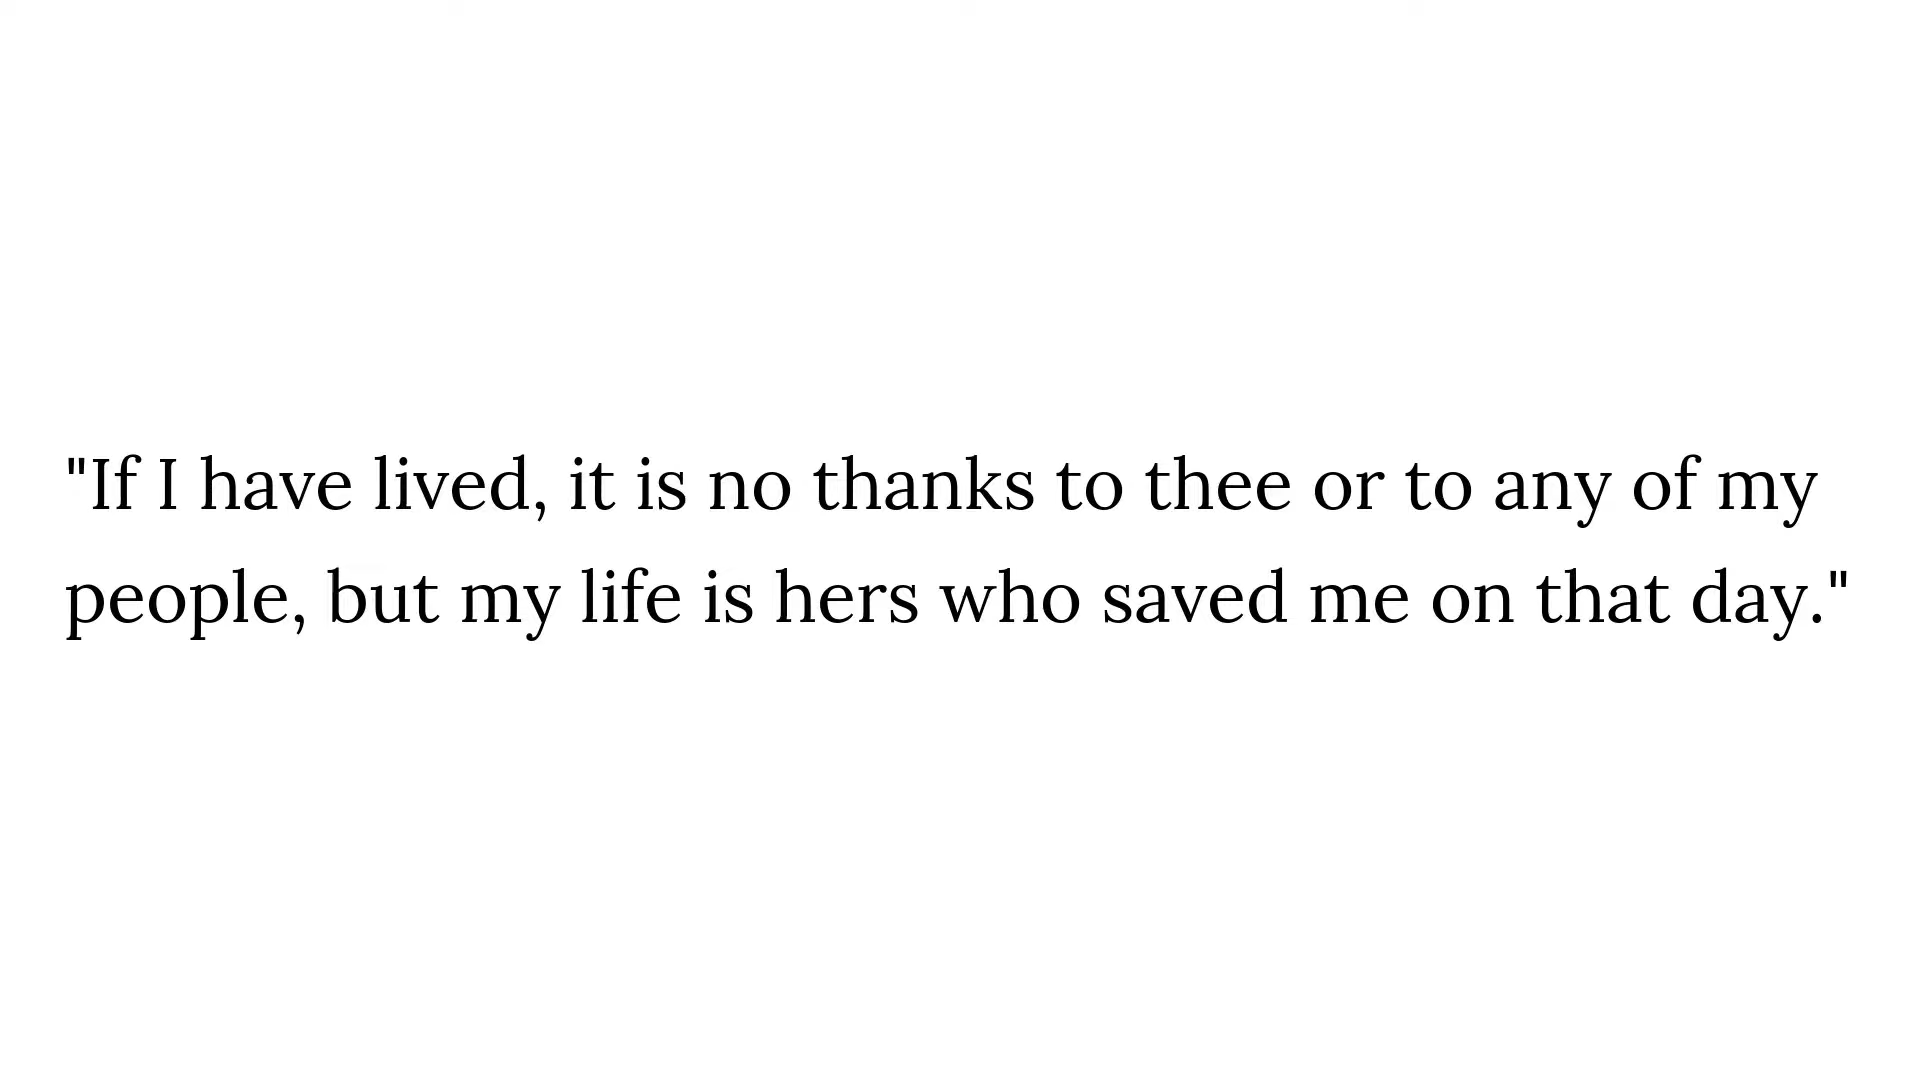 "If I have lived, it is no thanks to thee or to any of my
people, but my life is hers who saved me on that day."